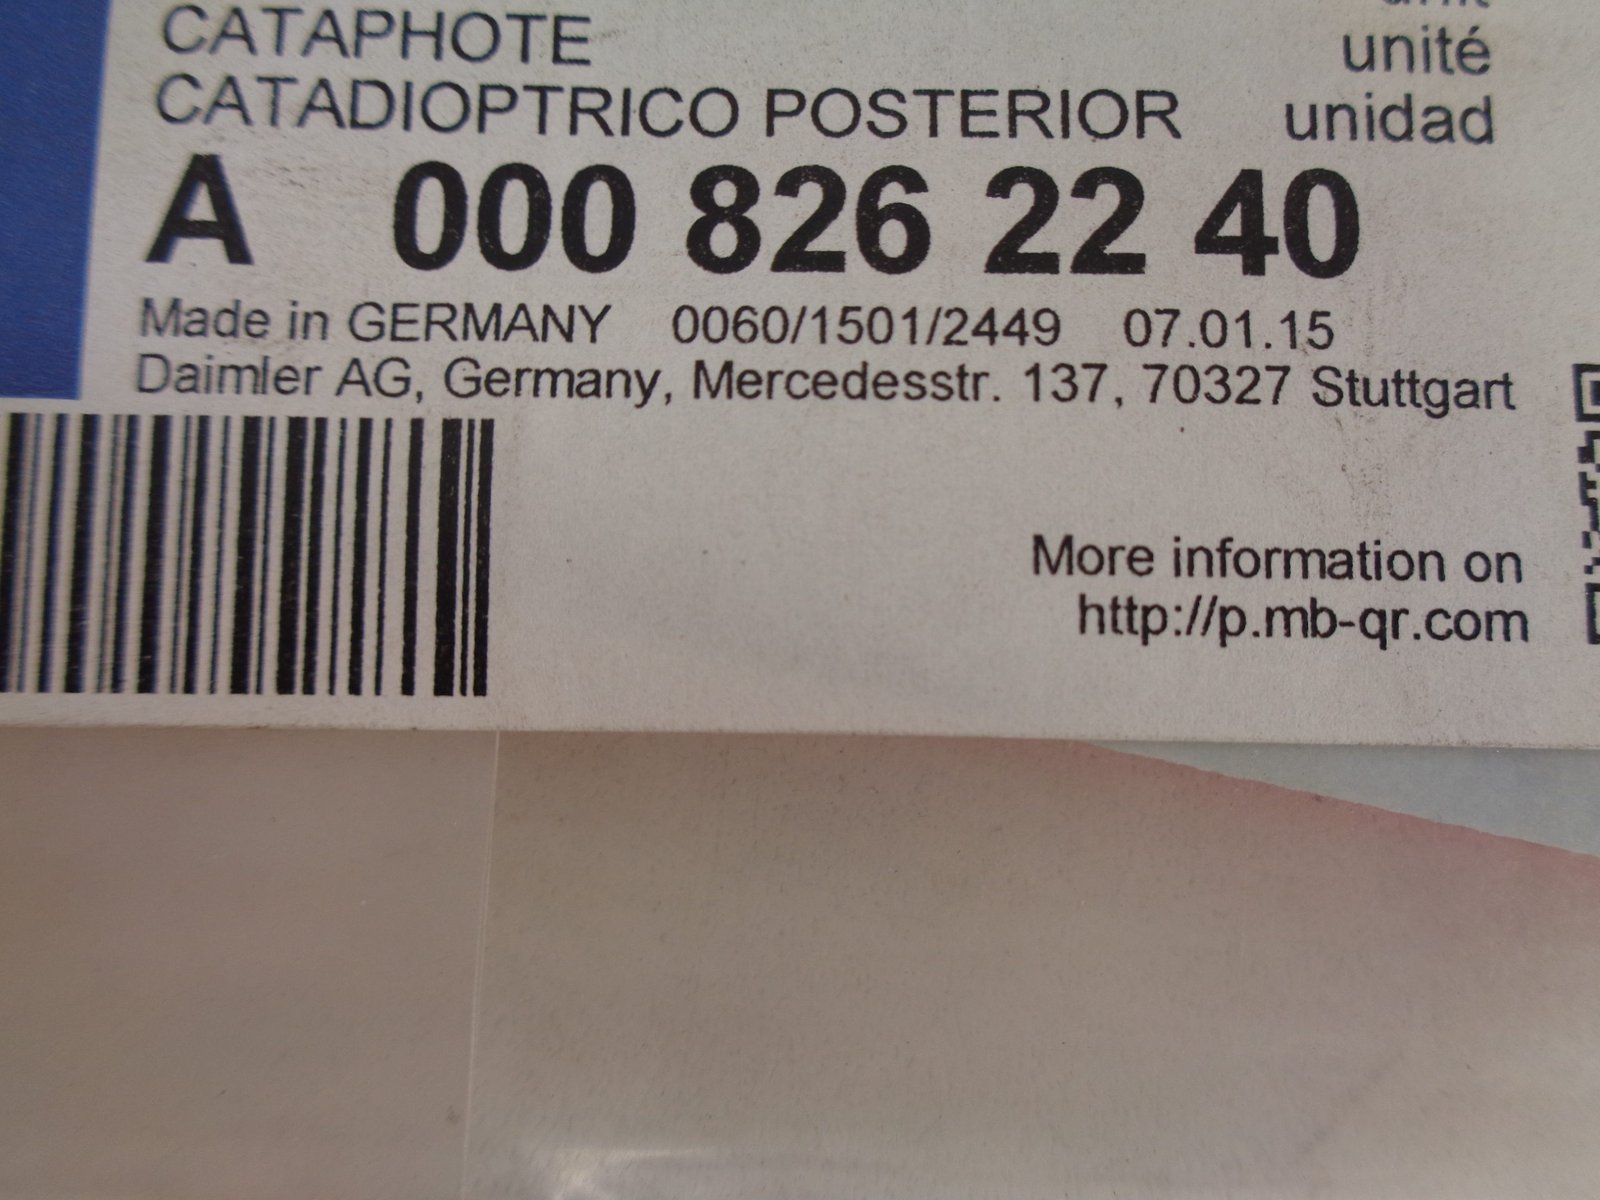 CATAPHOTE unité
CATADIOPTRICO POSTERIOR unidad
A 000 826 22 40
Made in GERMANY 0060/1501/2449 07.01.15
Daimler AG, Germany, Mercedesstr. 137, 70327 Stuttgart
More information on
http://p.mb-qr.com